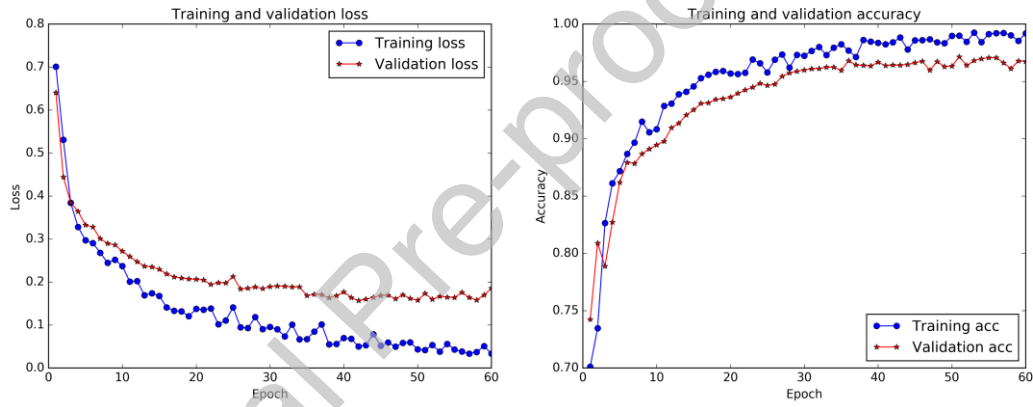 Training and validation loss
0.8
0.7
0.6
0.5
0.4
0.3
0.2
0.1
0.0
Loss
0 10 20 30 40 50 60
Epoch
Training loss
Validation loss
Training and validation accuracy
1.00
0.95
0.90
0.85
0.80
0.75
0.70
Accuracy
0 10 20 30 40 50 60
Epoch
Training acc
Validation acc
al Pre-proo